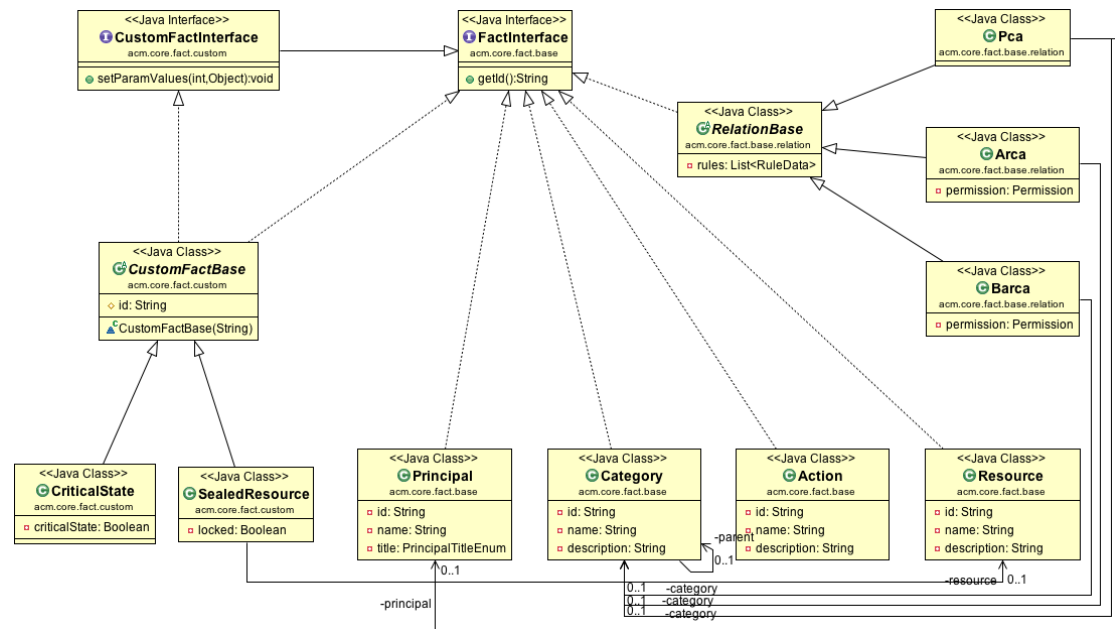 <<Java Interface>>
CustomFactInterface
acm.core.fact.custom
setParamValues(int,Object):void
<<Java Interface>>
FactInterface
acm.core.fact.base
getId():String
<<Java Class>>
Pca
acm.core.fact.base.relation
<<Java Class>>
RelationBase
acm.core.fact.base.relation
rules: List<RuleData>
<<Java Class>>
Arca
acm.core.fact.base.relation
permission: Permission
<<Java Class>>
CustomFactBase
acm.core.fact.custom
id: String
CustomFactBase(String)
<<Java Class>>
Barca
acm.core.fact.base.relation
permission: Permission
<<Java Class>>
CriticalState
acm.core.fact.custom
criticalState: Boolean
<<Java Class>>
SealedResource
acm.core.fact.custom
locked: Boolean
<<Java Class>>
Principal
acm.core.fact.base
id: String
name: String
title: PrincipalTitleEnum
<<Java Class>>
Category
acm.core.fact.base
id: String
name: String
description: String
<<Java Class>>
Action
acm.core.fact.base
id: String
name: String
description: String
<<Java Class>>
Resource
acm.core.fact.base
id: String
name: String
description: String
-parent
0..1
0..1
-principal
-resource 0..1
0..1 -category
0..1 -category
0..1 -category